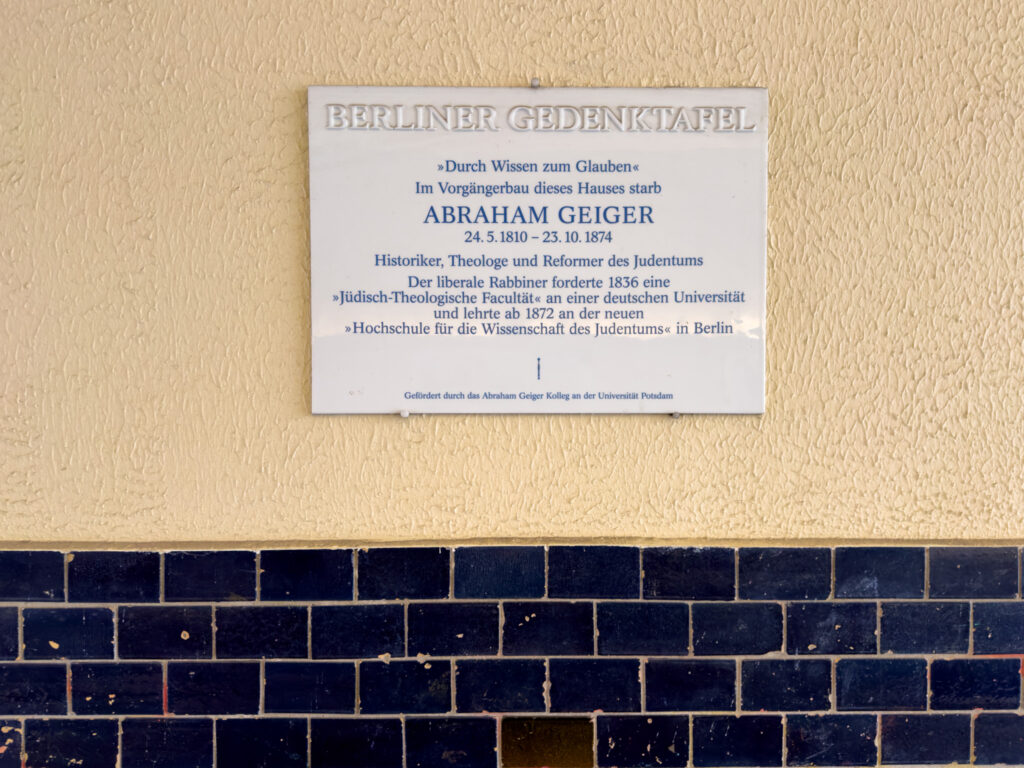 BERLINER GEDENKTAFEL
»Durch Wissen zum Glauben«
Im Vorgängerbau dieses Hauses starb
ABRAHAM GEIGER
24. 5. 1810 – 23. 10. 1874
Historiker, Theologe und Reformer des Judentums
Der liberale Rabbiner forderte 1836 eine
»Jüdisch-Theologische Facultät« an einer deutschen Universität
und lehrte ab 1872 an der neuen
»Hochschule für die Wissenschaft des Judentums« in Berlin
Gefördert durch das Abraham Geiger Kolleg an der Universität Potsdam